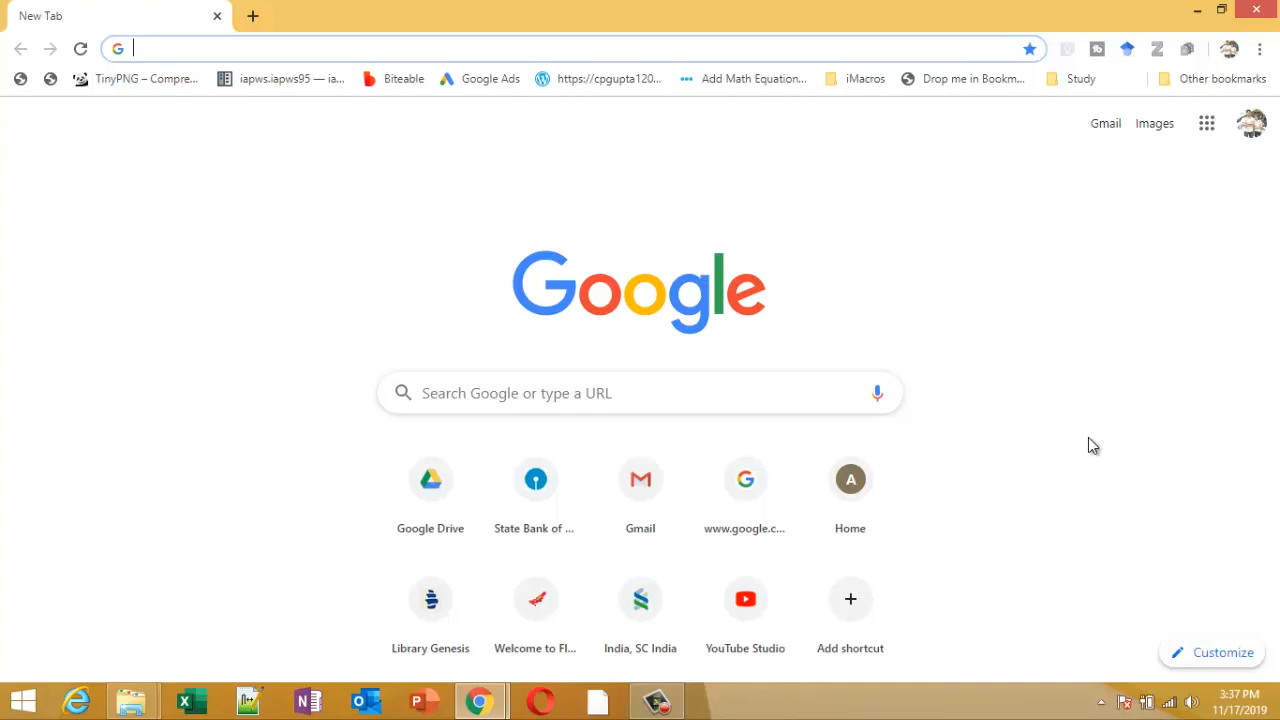 New Tab
TinyPNG – Compre...
iapws.iapws95 — ia...
Biteable
Google Ads
https://cpgupta120...
Add Math Equation...
iMacros
Drop me in Bookm...
Study
Other bookmarks
Gmail
Images
Google
Search Google or type a URL
Google Drive
State Bank of ...
Gmail
www.google.c...
A
Home
Library Genesis
Welcome to Fl...
India, SC India
YouTube Studio
Add shortcut
Customize
3:37 PM
11/17/2019